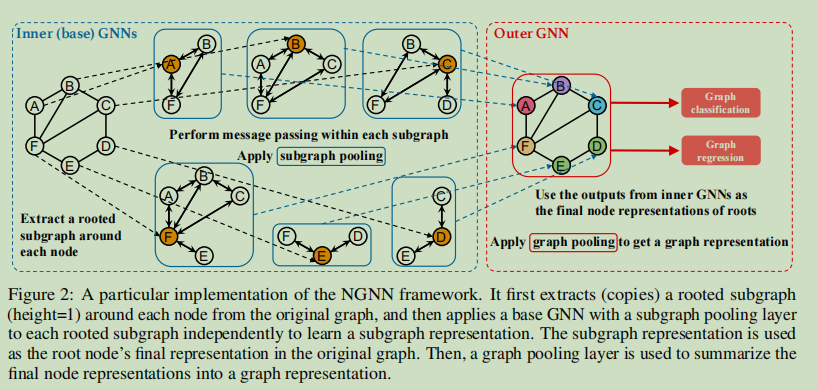 Inner (base) GNNs
Outer GNN
B
A
C
F
D
E
B
A
F
B
A
C
F
B
C
F
D
Perform message passing within each subgraph
Apply subgraph pooling
B
A
C
F
E
F
D
E
C
D
E
Extract a rooted
subgraph around
each node
B
A
C
F
D
E
Graph
classification
Graph
regression
Use the outputs from inner GNNs as
the final node representations of roots
Apply graph pooling to get a graph representation
Figure 2: A particular implementation of the NGNN framework. It first extracts (copies) a rooted subgraph
(height=1) around each node from the original graph, and then applies a base GNN with a subgraph pooling layer
to each rooted subgraph independently to learn a subgraph representation. The subgraph representation is used
as the root node's final representation in the original graph. Then, a graph pooling layer is used to summarize the
final node representations into a graph representation.